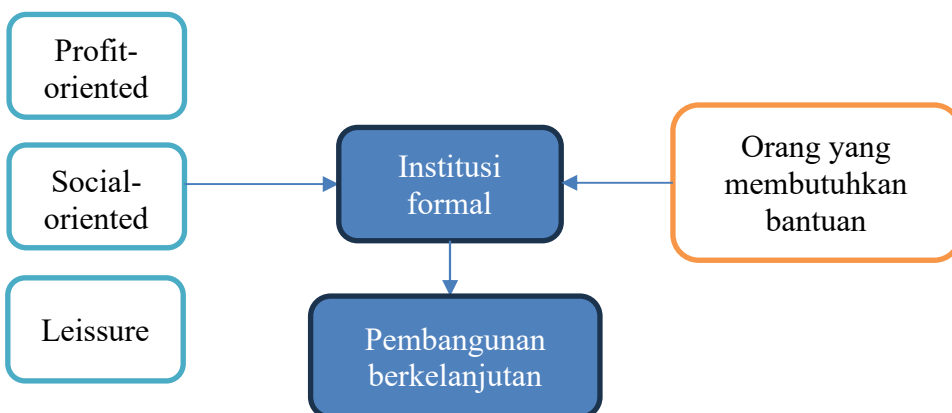 Profit-
oriented
Social-
oriented
Leissure
Institusi
formal
Pembangunan
berkelanjutan
Orang yang
membutuhkan
bantuan